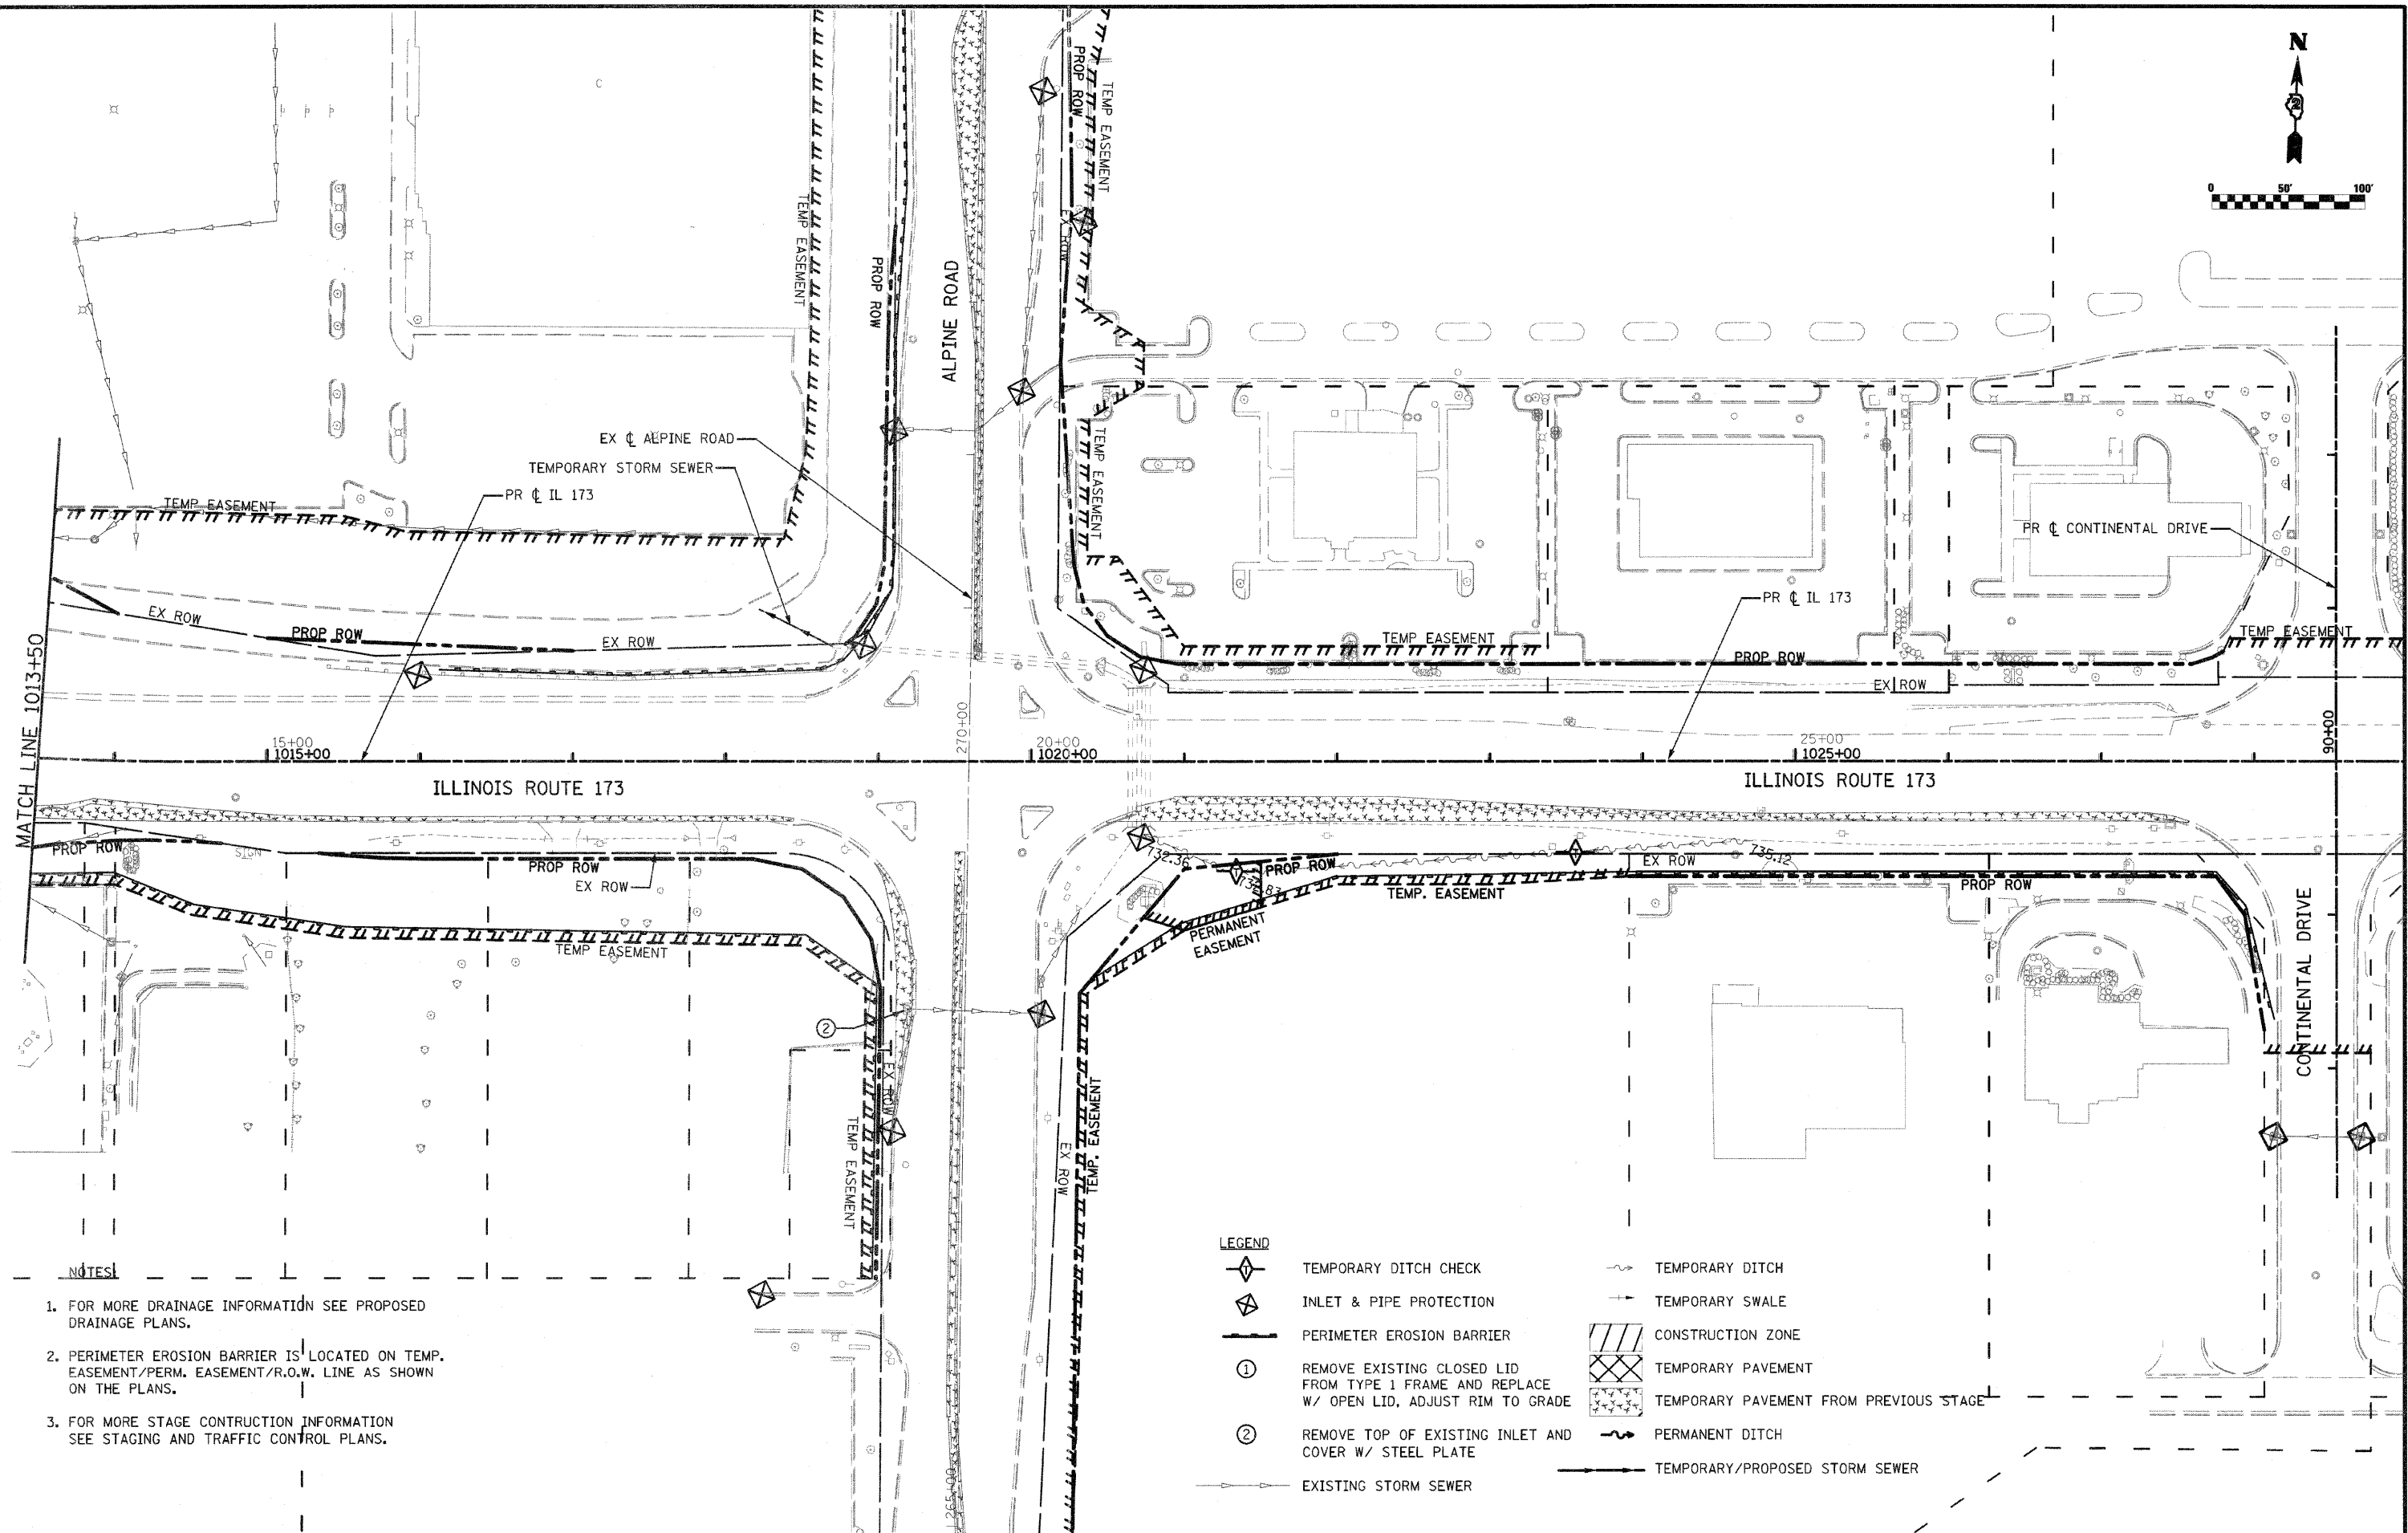 N
2
0 50' 100'
C
TEMP EASEMENT
PROP ROW
ALPINE ROAD
PROP ROW
TEMP EASEMENT
EX ROW
EX ℄ ALPINE ROAD
TEMPORARY STORM SEWER
PR ℄ IL 173
TEMP EASEMENT
TEMP EASEMENT
PR ℄ CONTINENTAL DRIVE
PR ℄ IL 173
EX ROW
PROP ROW
EX ROW
TEMP EASEMENT
TEMP EASEMENT
PROP ROW
EX ROW
MATCH LINE 1013+50
15+00
1015+00
270+00
20+00
1020+00
25+00
1025+00
90+00
ILLINOIS ROUTE 173
ILLINOIS ROUTE 173
PROP ROW
SIGN
PROP ROW
EX ROW
TEMP EASEMENT
732.36
PROP ROW
735.12
EX ROW
TEMP. EASEMENT
PROP ROW
PERMANENT
EASEMENT
CONTINENTAL DRIVE
2
EX ROW
TEMP EASEMENT
EX ROW
TEMP. EASEMENT
265+00
NOTES:
1. FOR MORE DRAINAGE INFORMATION SEE PROPOSED
DRAINAGE PLANS.
2. PERIMETER EROSION BARRIER IS LOCATED ON TEMP.
EASEMENT/PERM. EASEMENT/R.O.W. LINE AS SHOWN
ON THE PLANS.
3. FOR MORE STAGE CONTRUCTION INFORMATION
SEE STAGING AND TRAFFIC CONTROL PLANS.
LEGEND
T TEMPORARY DITCH CHECK
INLET & PIPE PROTECTION
PERIMETER EROSION BARRIER
1 REMOVE EXISTING CLOSED LID
FROM TYPE 1 FRAME AND REPLACE
W/ OPEN LID, ADJUST RIM TO GRADE
2 REMOVE TOP OF EXISTING INLET AND
COVER W/ STEEL PLATE
EXISTING STORM SEWER
TEMPORARY DITCH
TEMPORARY SWALE
CONSTRUCTION ZONE
TEMPORARY PAVEMENT
TEMPORARY PAVEMENT FROM PREVIOUS STAGE
PERMANENT DITCH
TEMPORARY/PROPOSED STORM SEWER